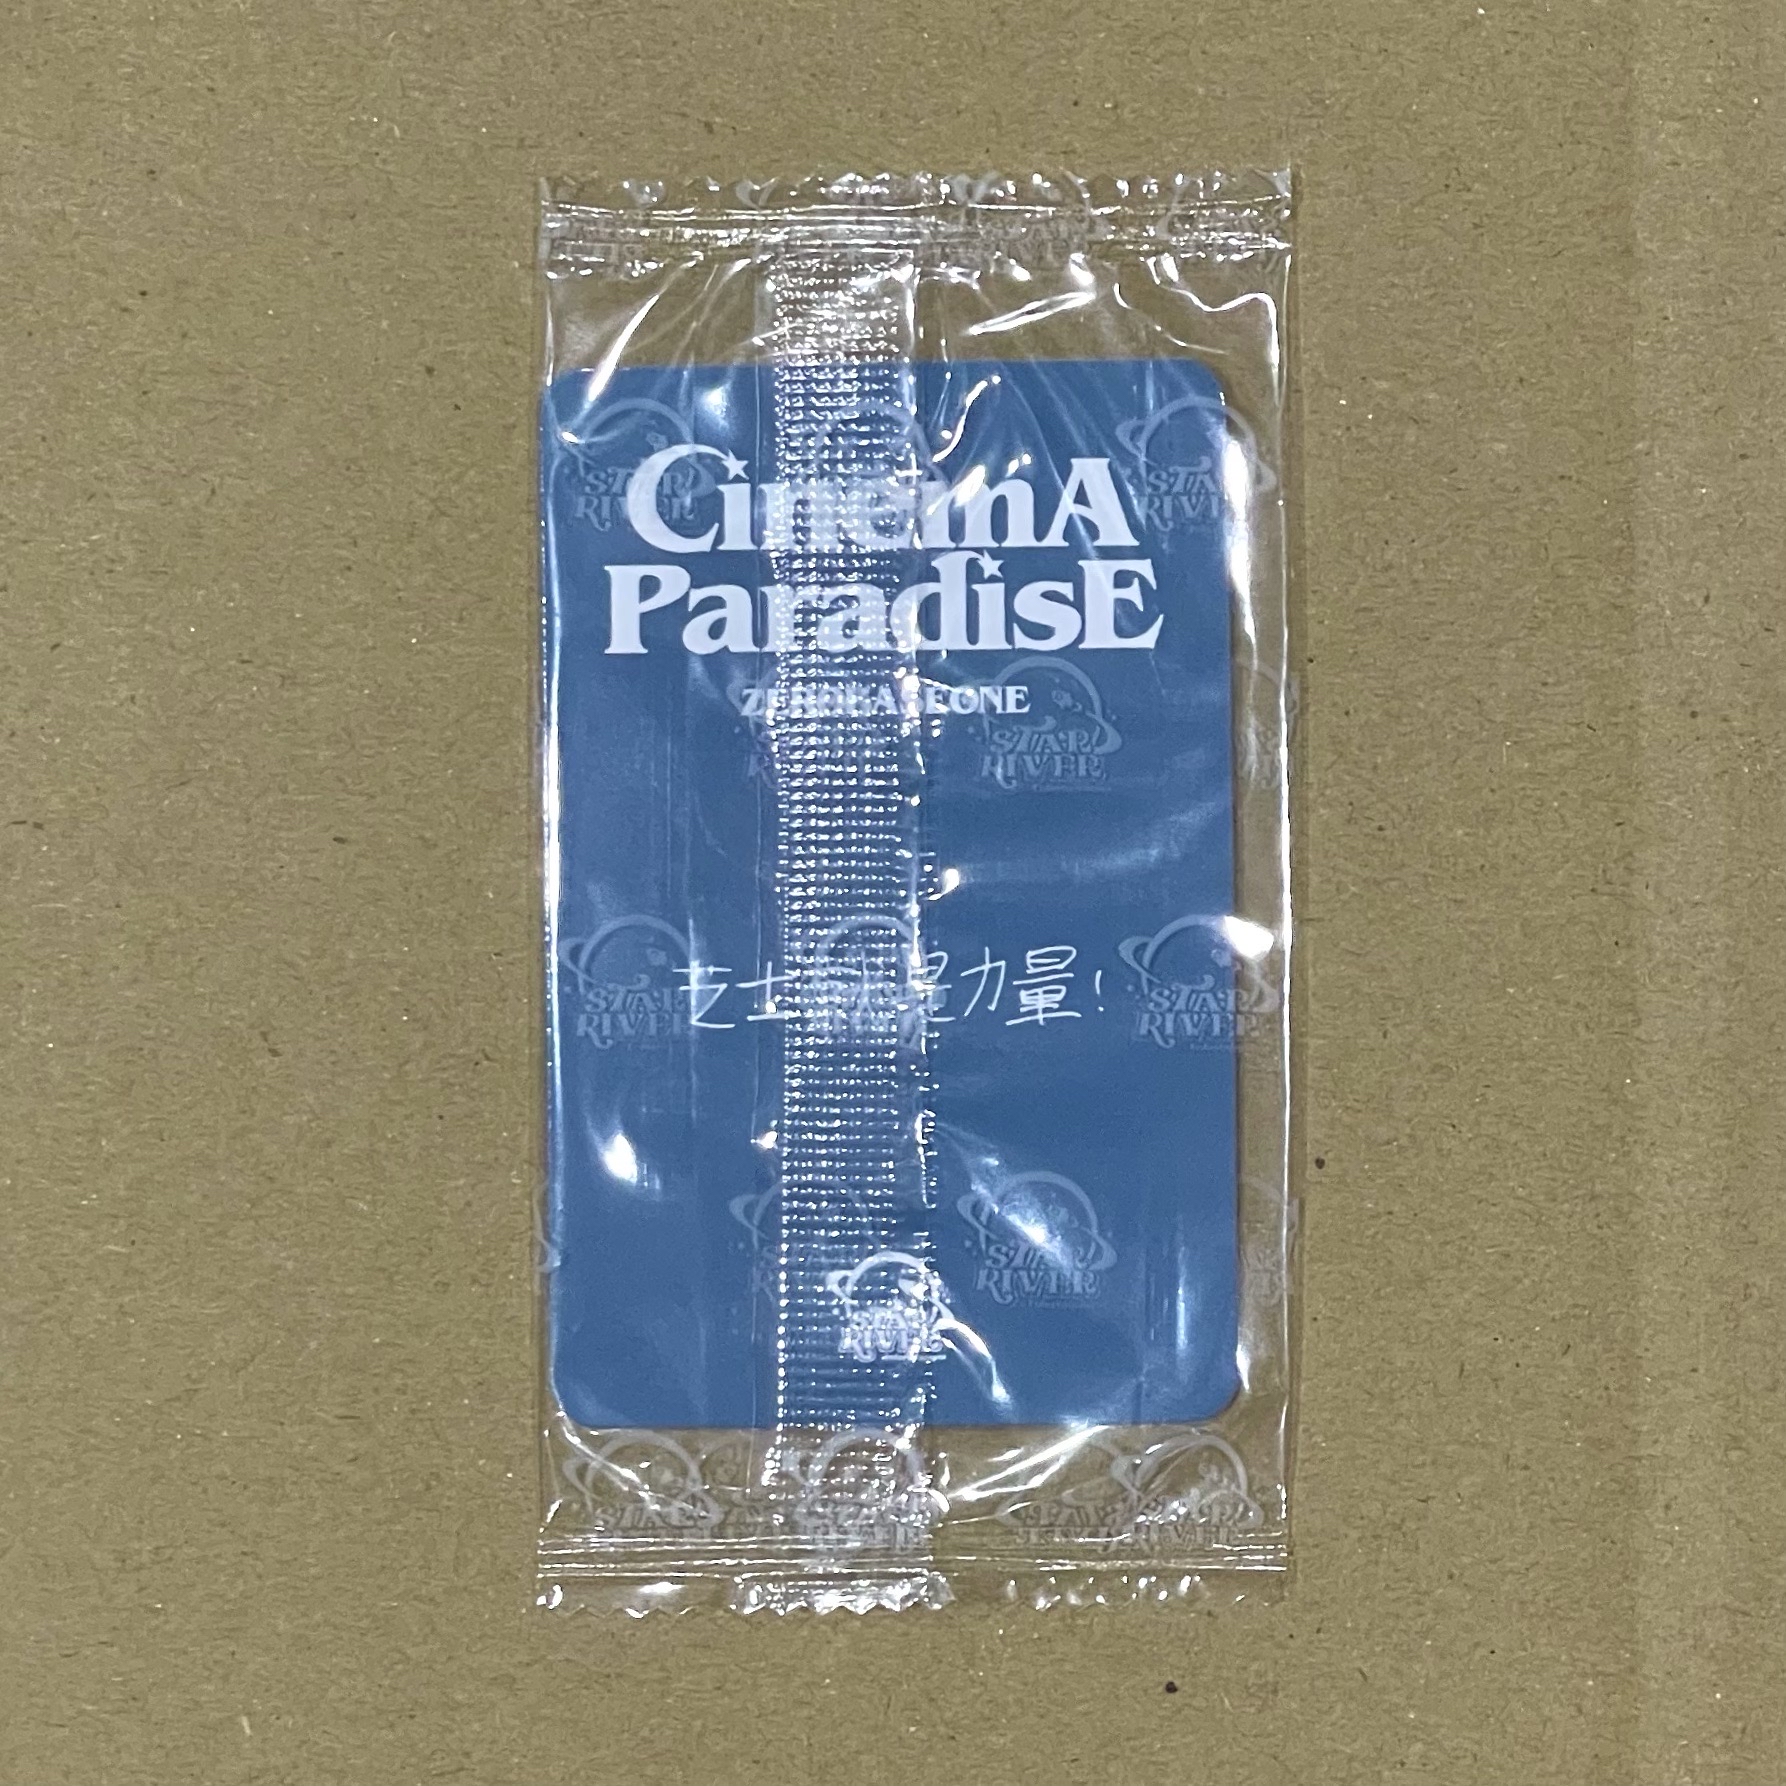 CinemA
ParadisE
ZEROBASEONE
芝士 是力量!
STAR
RIVER